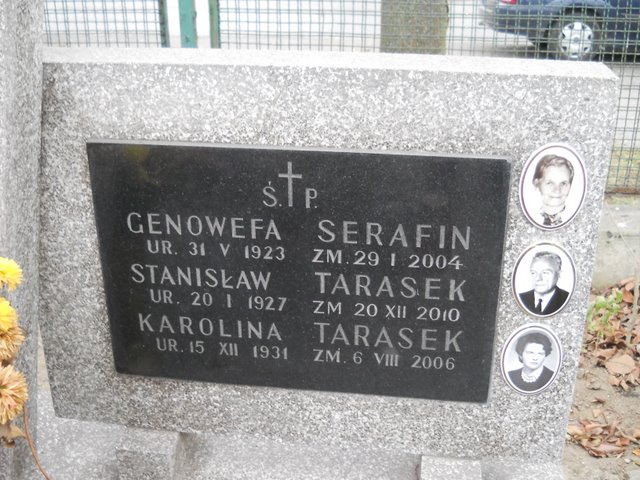 Ś. P.
GENOWEFA SERAFIN
UR. 31 V 1923 ZM. 29 I 2004
STANISŁAW TARASEK
UR. 20 I 1927 ZM 20 XII 2010
KAROLINA TARASEK
UR. 15 XII 1931 ZM. 6 VIII 2006